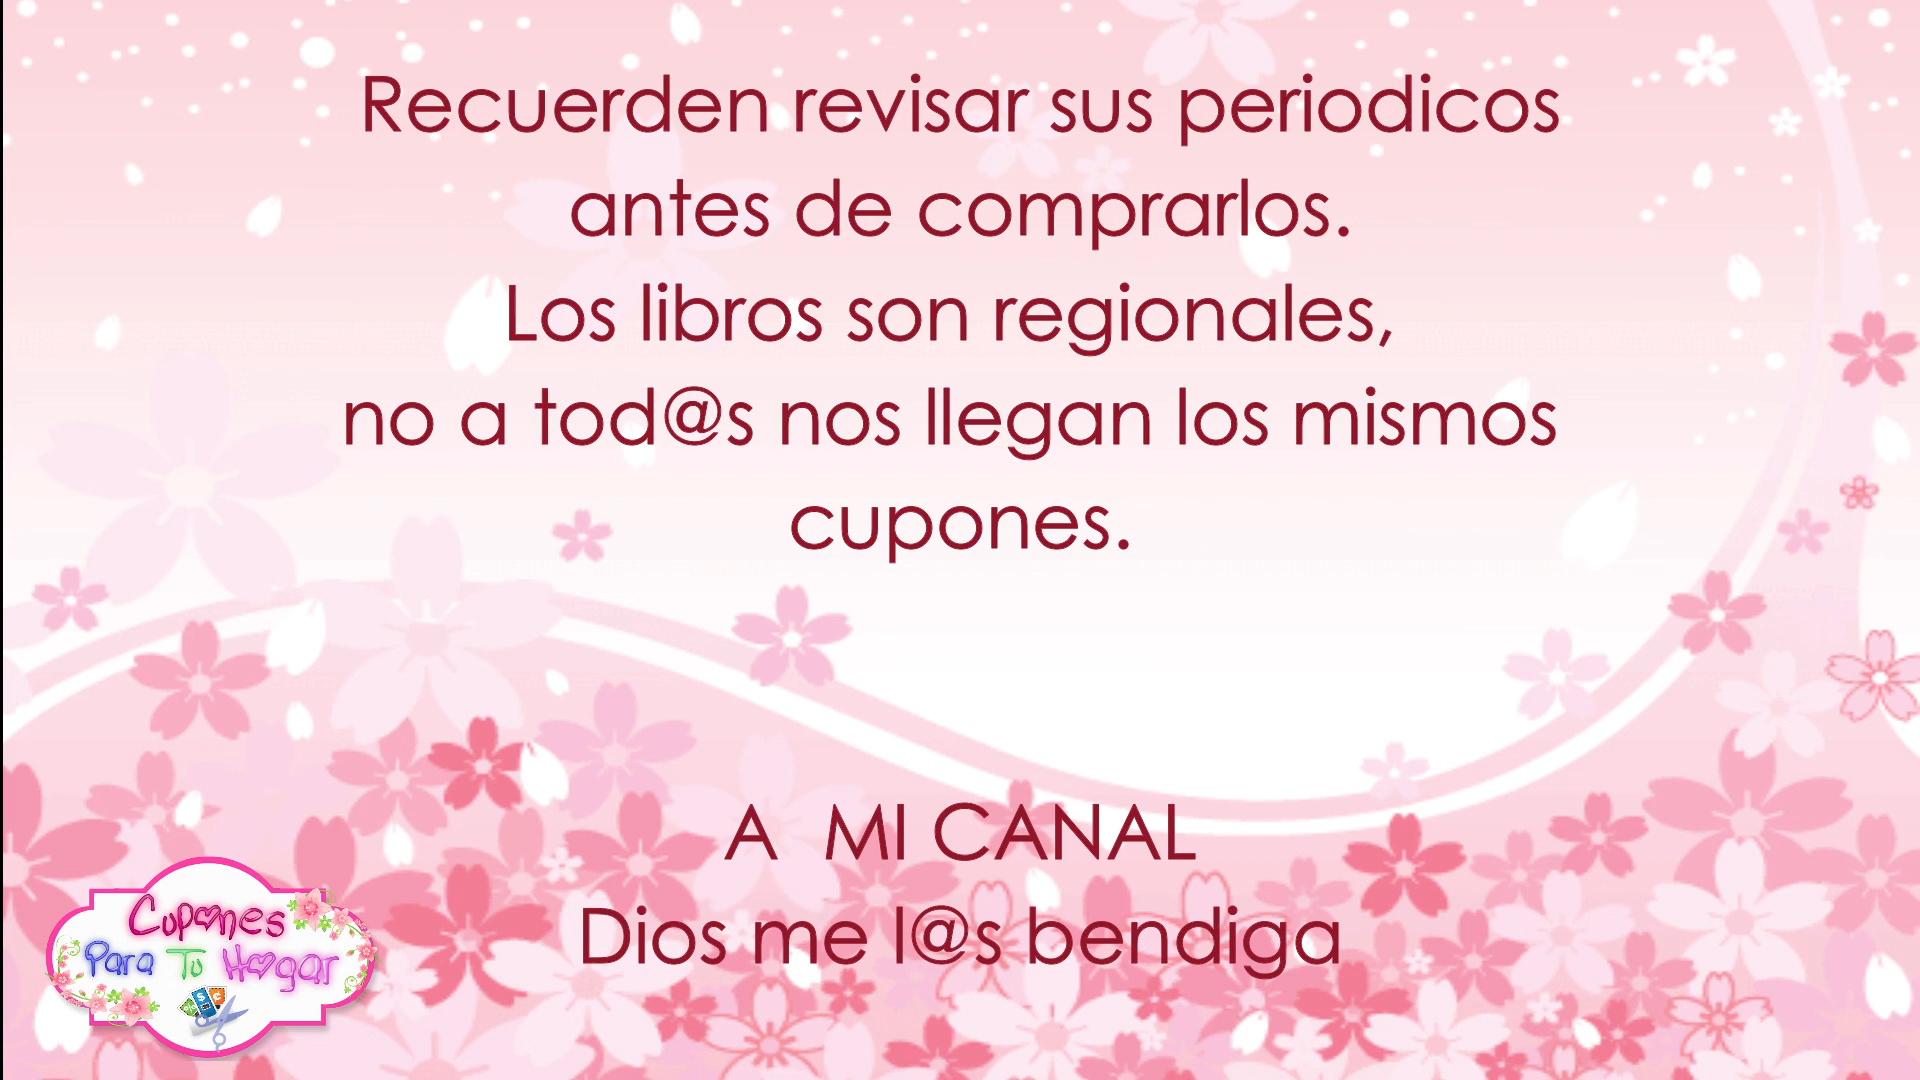 Recuerden revisar sus periodicos
antes de comprarlos.
Los libros son regionales,
no a tod@s nos llegan los mismos
cupones.
A MI CANAL
Dios me l@s bendiga
Cupones
Para Tu Hogar